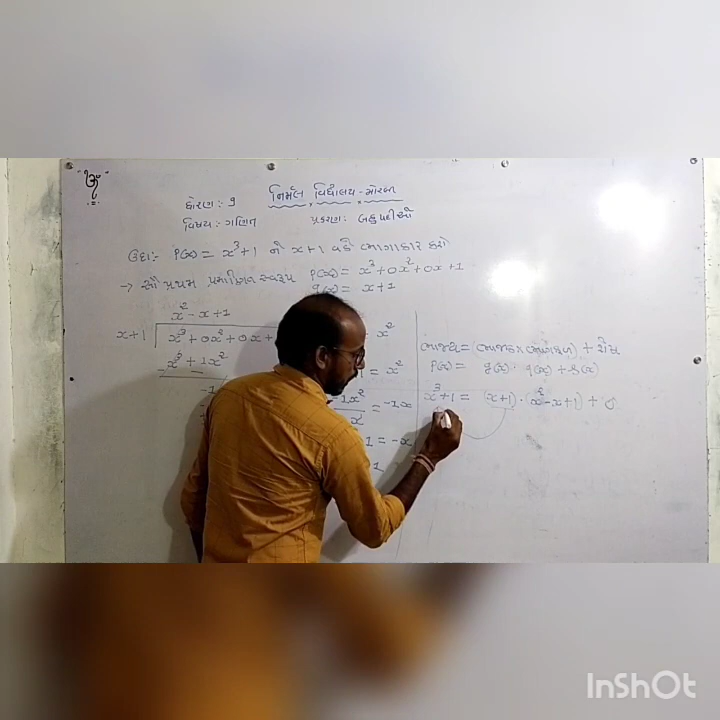 ૐ
ધોરણ : 9 નિર્મલ વિદ્યાલય - મોરબી
વિષય : ગણિત પ્રકરણ : બહુપદીઓ
ઉદા:- p(x) = x³+1 ને x+1 વડે ભાગાકાર કરો
→ સૌ પ્રથમ પ્રમાણિત સ્વરૂપ p(x) = x³+0x²+0x+1
g(x) = x+1
x² - x + 1
x+1 x³+0x²+0x+
x³+1x²
-1
x²
= x²
-1x²/x = -1x
1 = -x
1
ભાજ્ય = (ભાજક × ભાગફળ) + શેષ
p(x) = g(x) · q(x) + r(x)
x³+1 = (x+1) · (x²-x+1) + 0
InShOt